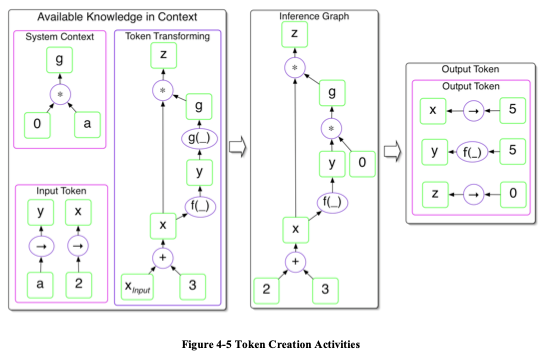 Available Knowledge in Context
System Context
g
*
0
a
Input Token
y
x
→
→
a
2
Token Transforming
z
*
g
g(_)
y
f(_)
x
+
x Input
3
Inference Graph
z
*
g
*
y
0
f(_)
x
+
2
3
Output Token
Output Token
x
→
5
y
f(_)
5
z
→
0
Figure 4-5 Token Creation Activities